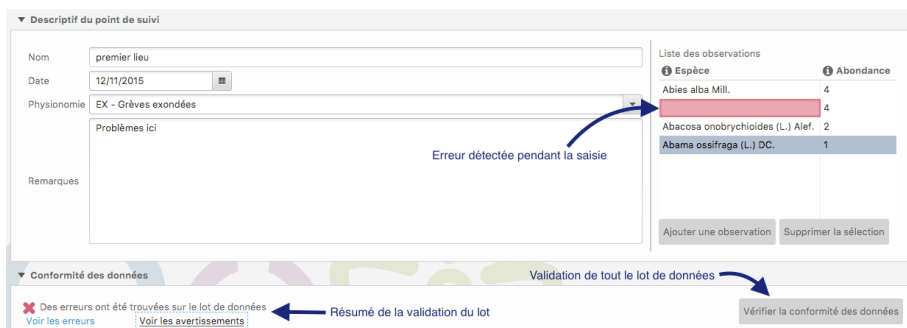 ▼ Descriptif du point de suivi
Nom
premier lieu
Date
12/11/2015
Physionomie
EX - Grèves exondées
Remarques
Problèmes ici
Liste des observations
Espèce Abondance
Abies alba Mill. 4
4
Abacosa onobrychioides (L.) Alef. 2
Abama ossifraga (L.) DC. 1
Erreur détectée pendant la saisie
Ajouter une observation Supprimer la sélection
▼ Conformité des données
Validation de tout le lot de données
Des erreurs ont été trouvées sur le lot de données
Voir les erreurs Voir les avertissements
Résumé de la validation du lot
Vérifier la conformité des données